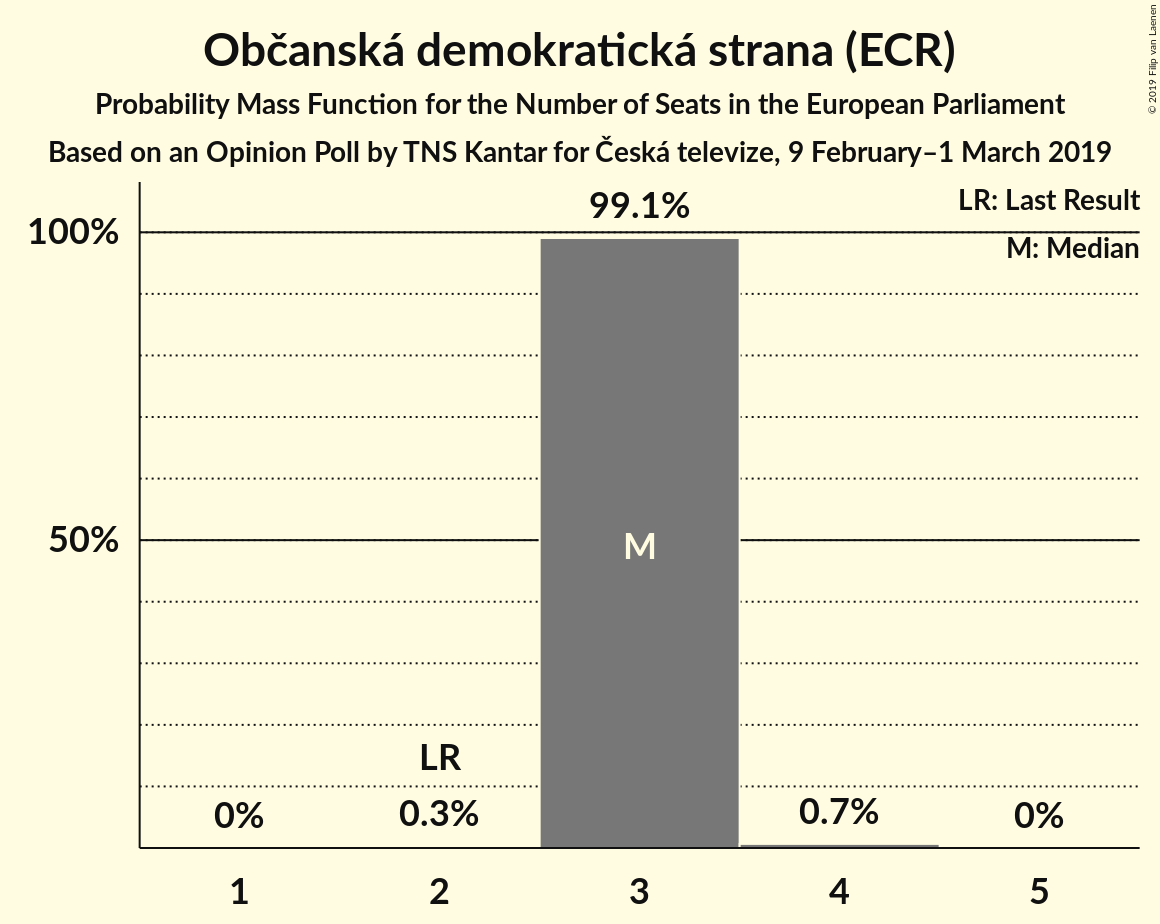 Občanská demokratická strana (ECR)
Probability Mass Function for the Number of Seats in the European Parliament
Based on an Opinion Poll by TNS Kantar for Česká televize, 9 February–1 March 2019
© 2019 Filip van Laenen
LR: Last Result
M: Median
99.1%
100%
50%
M
LR
0%
0.3%
0.7%
0%
1
2
3
4
5